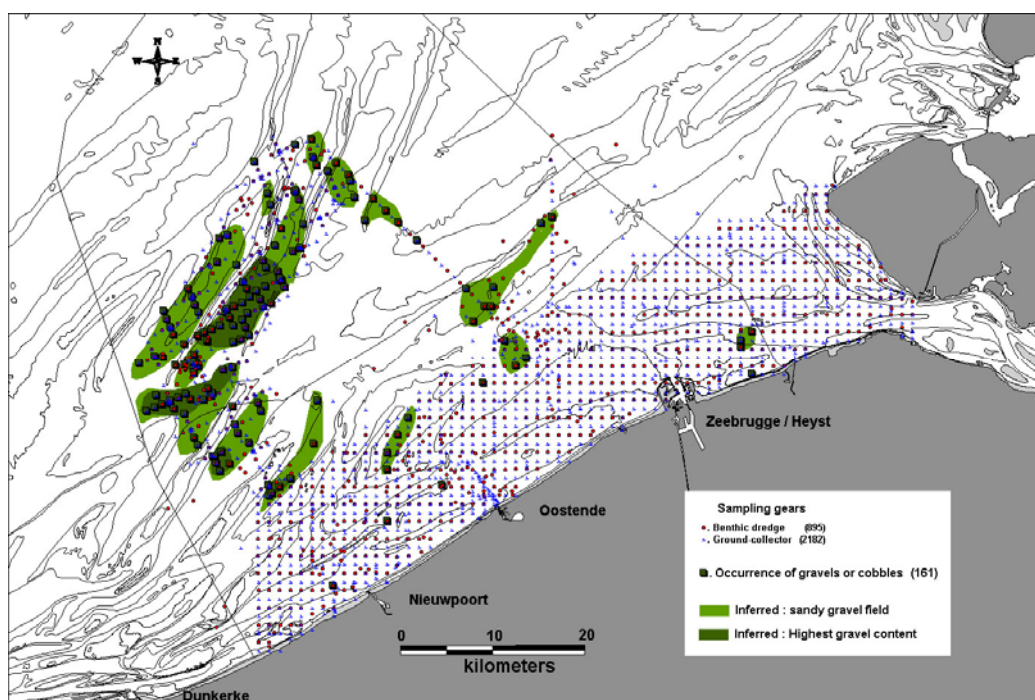 N
W E
S
Zeebrugge / Heyst
Oostende
Nieuwpoort
Dunkerke
0 10 20
kilometers
Sampling gears
Benthic dredge (895)
Ground-collector (2182)
Occurrence of gravels or cobbles (161)
Inferred : sandy gravel field
Inferred : Highest gravel content